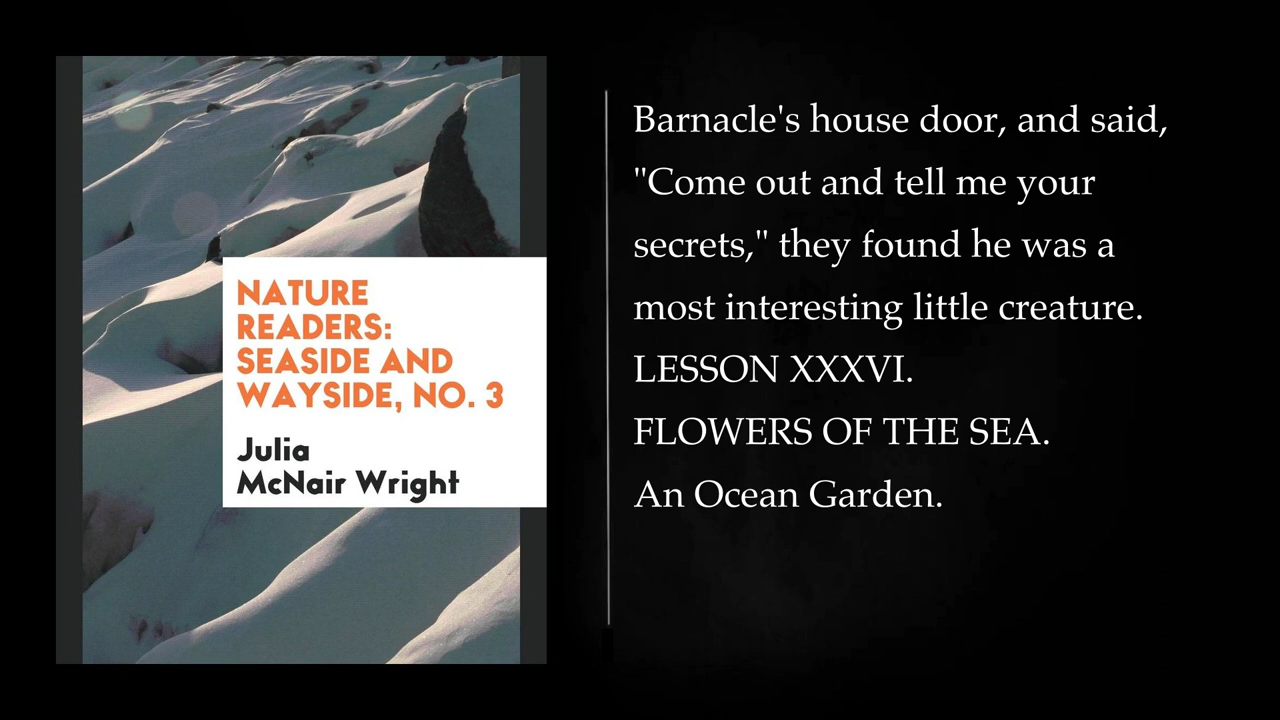 NATURE
READERS:
SEASIDE AND
WAYSIDE, NO. 3
Julia
McNair Wright
Barnacle's house door, and said,
"Come out and tell me your
secrets," they found he was a
most interesting little creature.
LESSON XXXVI.
FLOWERS OF THE SEA.
An Ocean Garden.